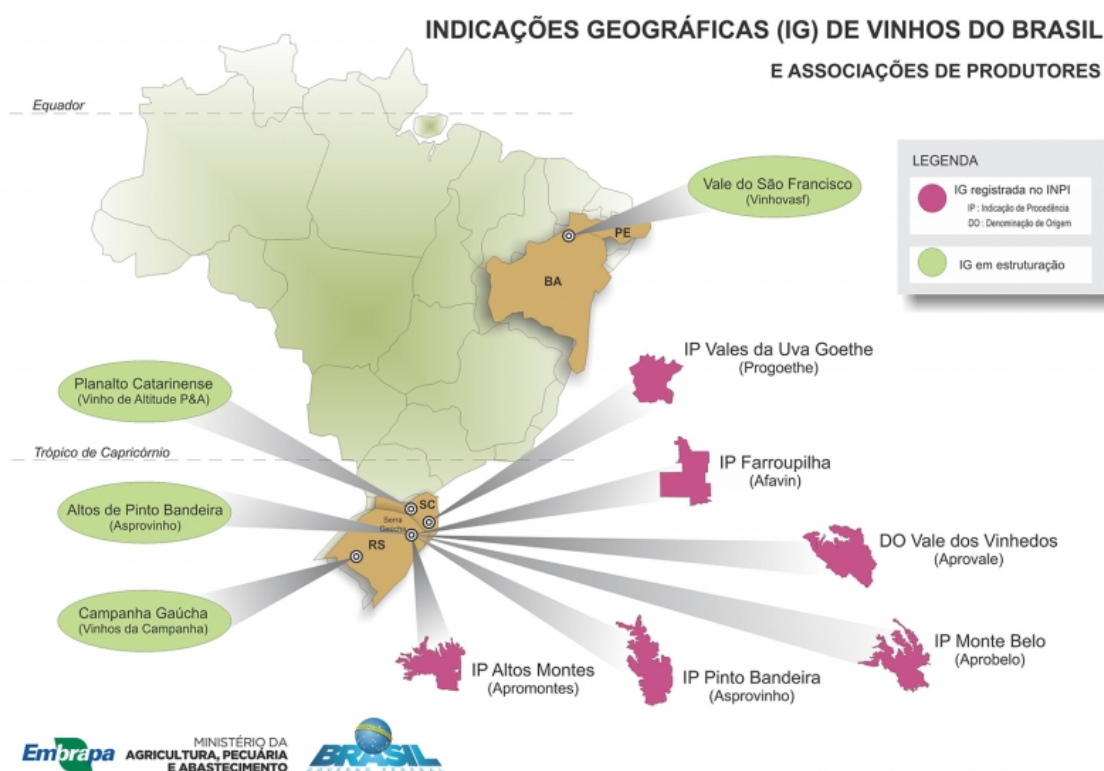 INDICAÇÕES GEOGRÁFICAS (IG) DE VINHOS DO BRASIL
E ASSOCIAÇÕES DE PRODUTORES
Equador
LEGENDA
IG registrada no INPI
IP : Indicação de Procedência
DO : Denominação de Origem
IG em estruturação
Vale do São Francisco
(Vinhovasf)
PE
BA
IP Vales da Uva Goethe
(Progoethe)
Planalto Catarinense
(Vinho de Altitude P&A)
Trópico de Capricórnio
IP Farroupilha
(Afavin)
Altos de Pinto Bandeira
(Asprovinho)
SC
Serra
Gaúcha
RS
DO Vale dos Vinhedos
(Aprovale)
Campanha Gaúcha
(Vinhos da Campanha)
IP Monte Belo
(Aprobelo)
IP Altos Montes
(Apromontes)
IP Pinto Bandeira
(Asprovinho)
Embrapa
MINISTÉRIO DA
AGRICULTURA, PECUÁRIA
E ABASTECIMENTO
BRASIL